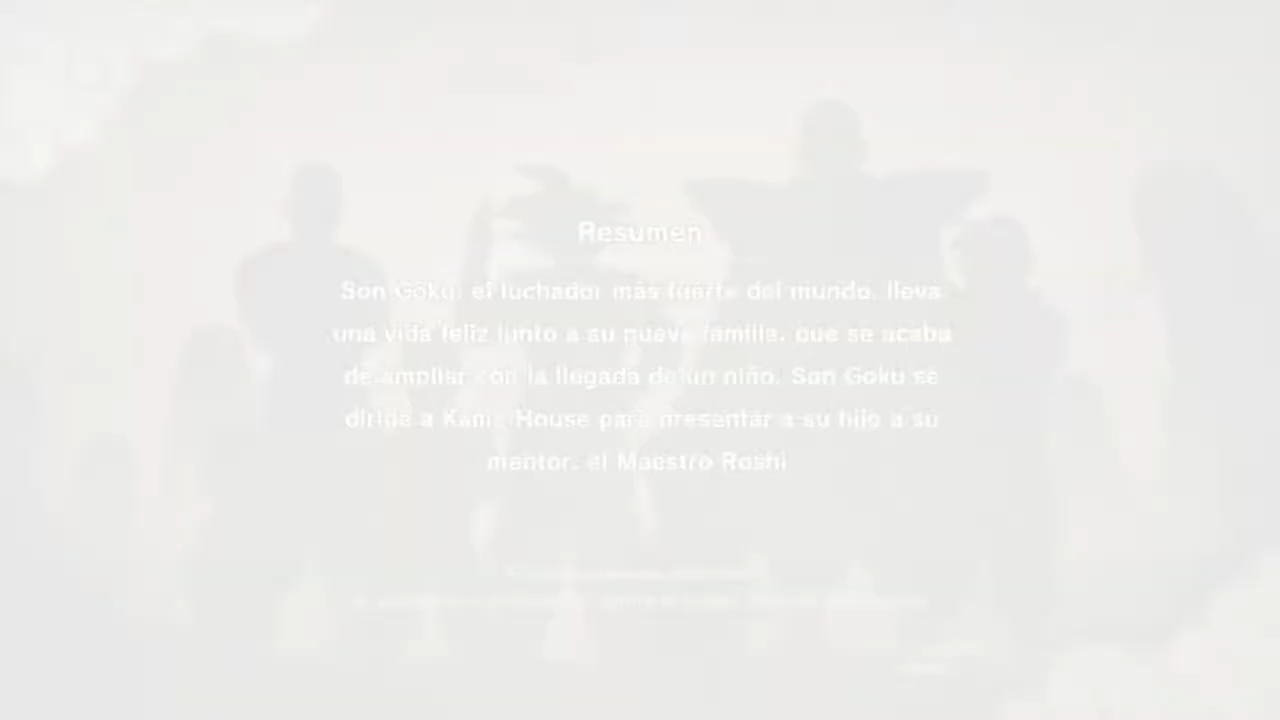 Resumen
Son Goku, el luchador más fuerte del mundo, lleva
una vida feliz junto a su nueva familia, que se acaba
de ampliar con la llegada de un niño. Son Goku se
dirige a Kame House para presentar a su hijo a su
mentor, el Maestro Roshi